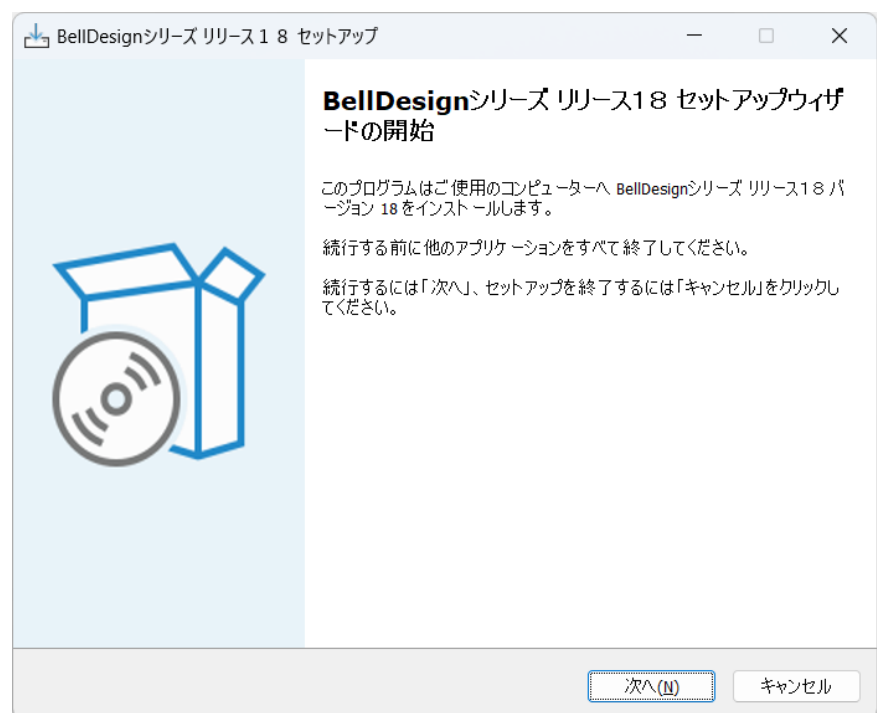 BellDesignシリーズ リリース１８ セットアップ
BellDesignシリーズ リリース1８ セットアップウィザ
ードの開始
このプログラムはご使用のコンピューターへ BellDesignシリーズ リリース1８ バ
ージョン 18 をインストールします。
続行する前に他のアプリケーションをすべて終了してください。
続行するには「次へ」、セットアップを終了するには「キャンセル」をクリックし
てください。
次へ(N)
キャンセル